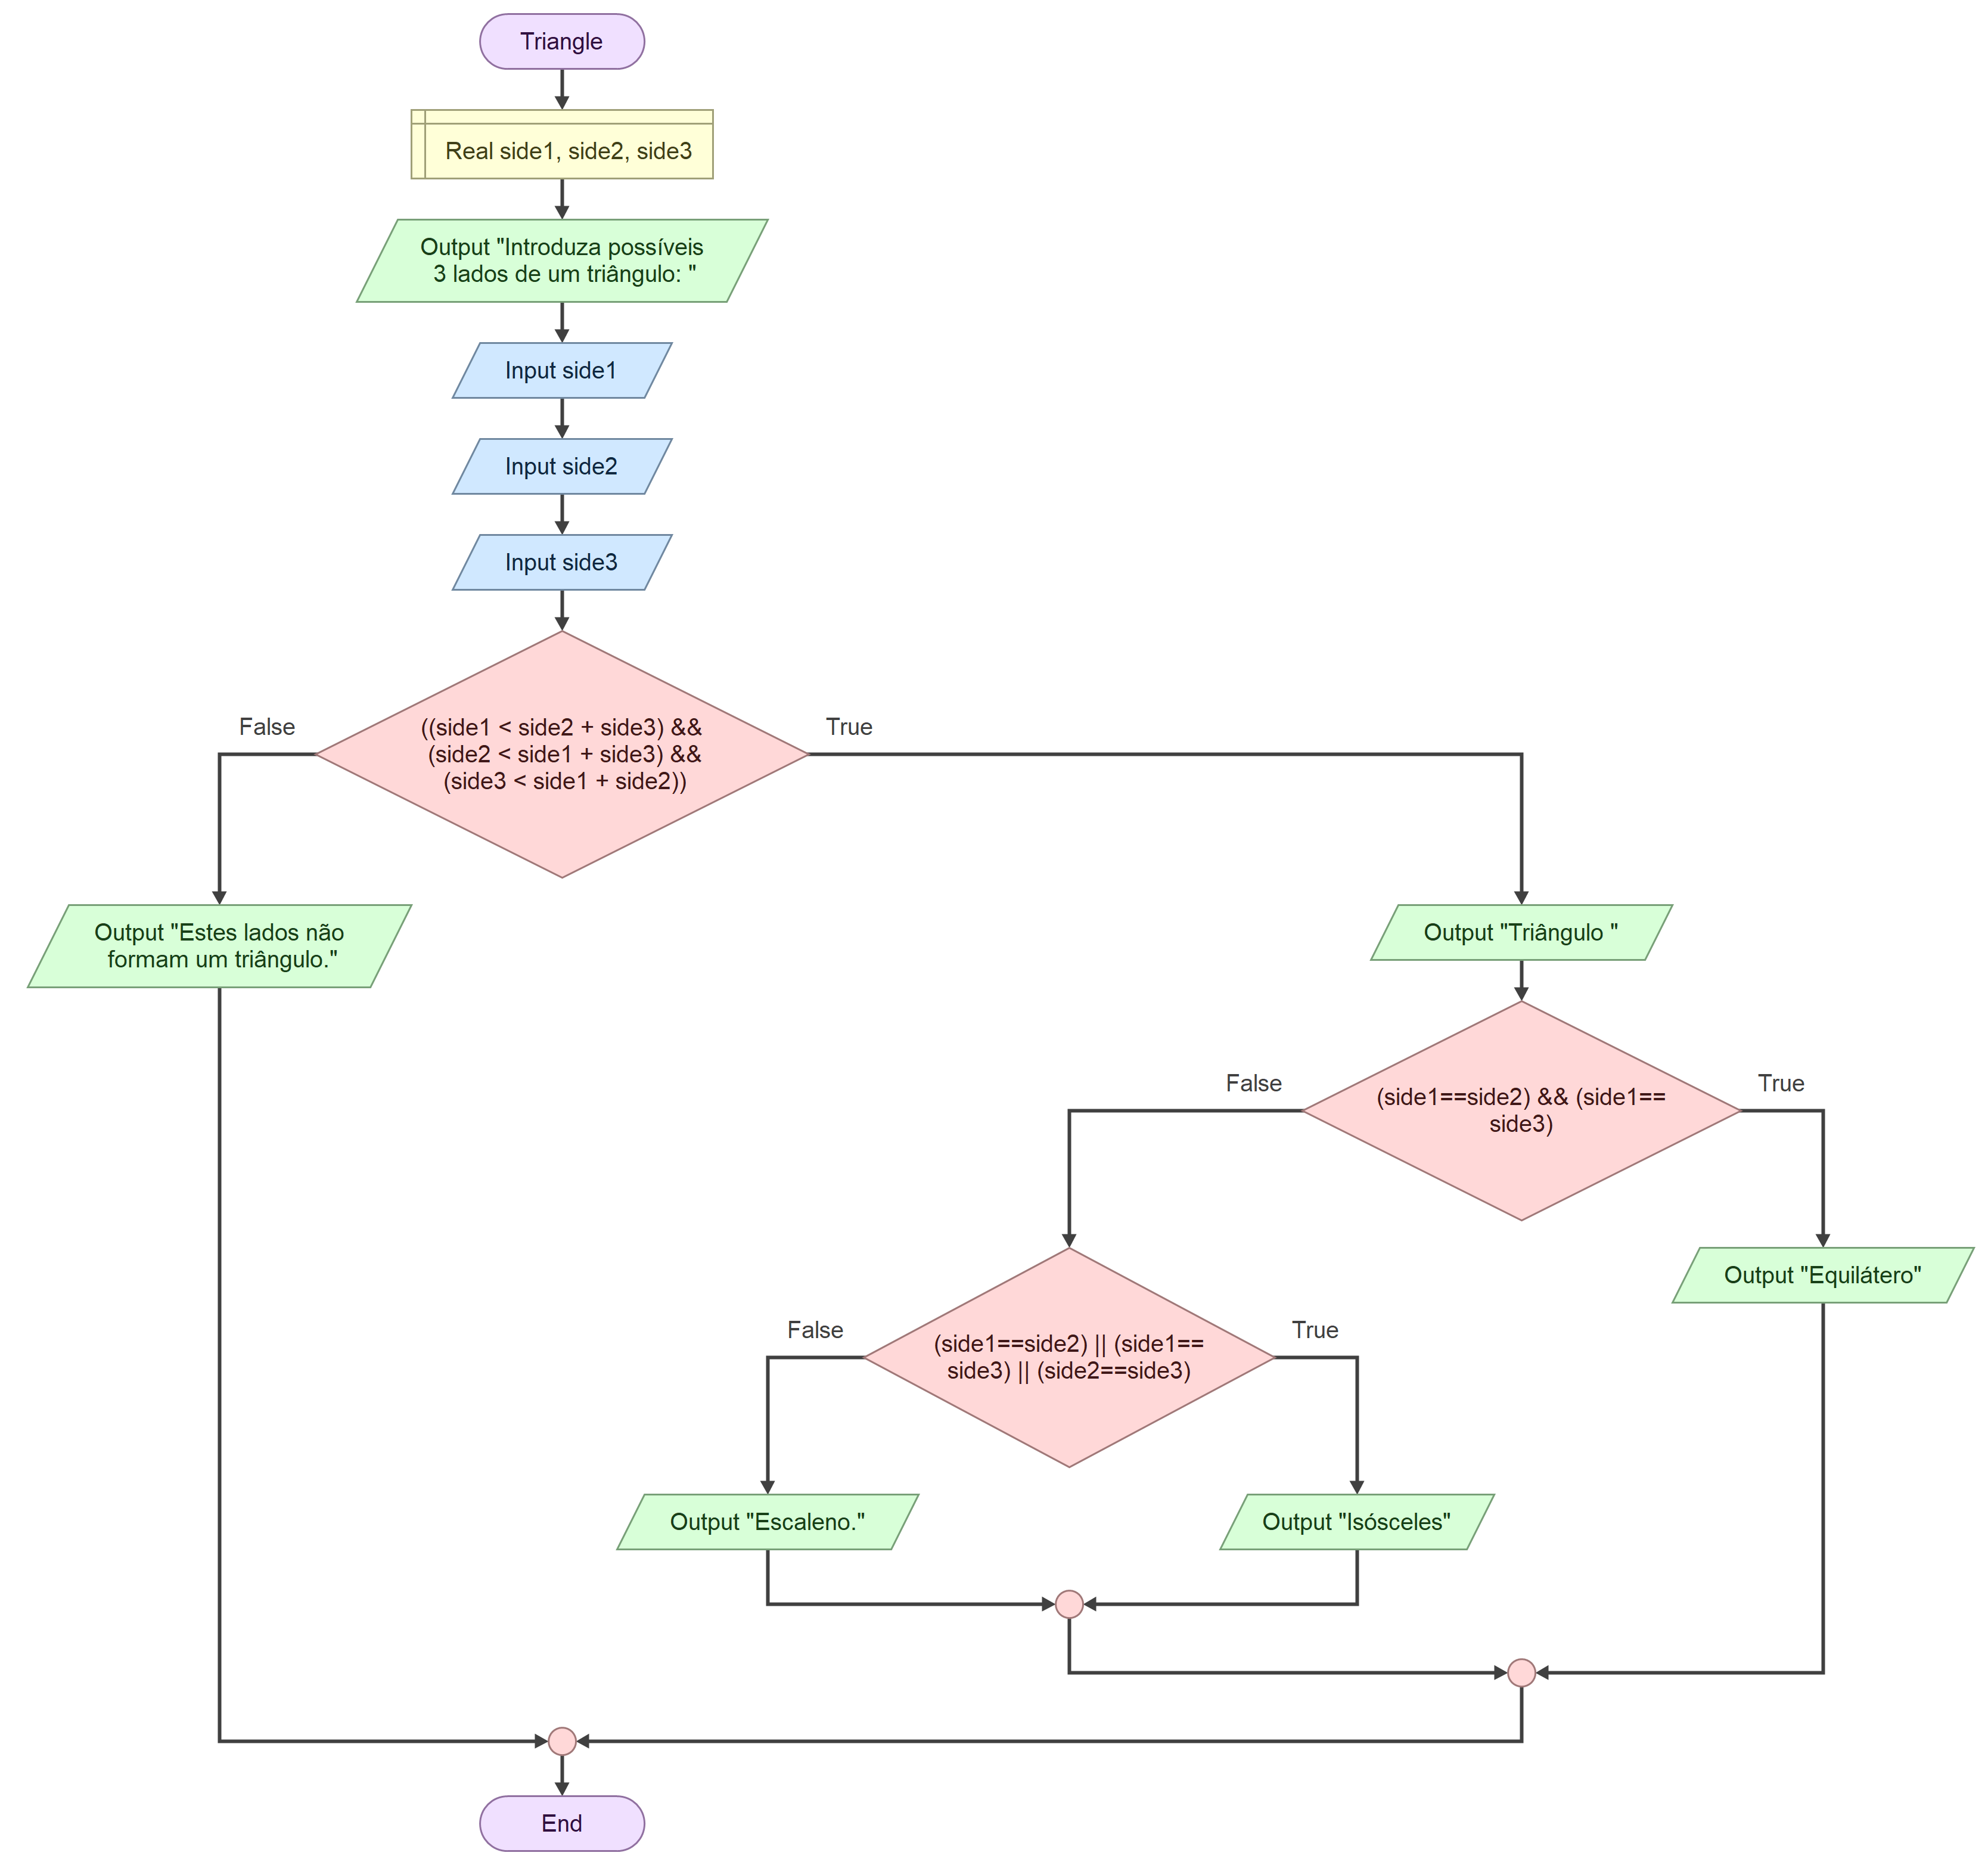 Triangle
Real side1, side2, side3
Output "Introduza possíveis
3 lados de um triângulo: "
Input side1
Input side2
Input side3
False
True
((side1 < side2 + side3) &&
(side2 < side1 + side3) &&
(side3 < side1 + side2))
Output "Estes lados não
formam um triângulo."
Output "Triângulo "
False
True
(side1==side2) && (side1==
side3)
Output "Equilátero"
False
True
(side1==side2) || (side1==
side3) || (side2==side3)
Output "Escaleno."
Output "Isósceles"
End